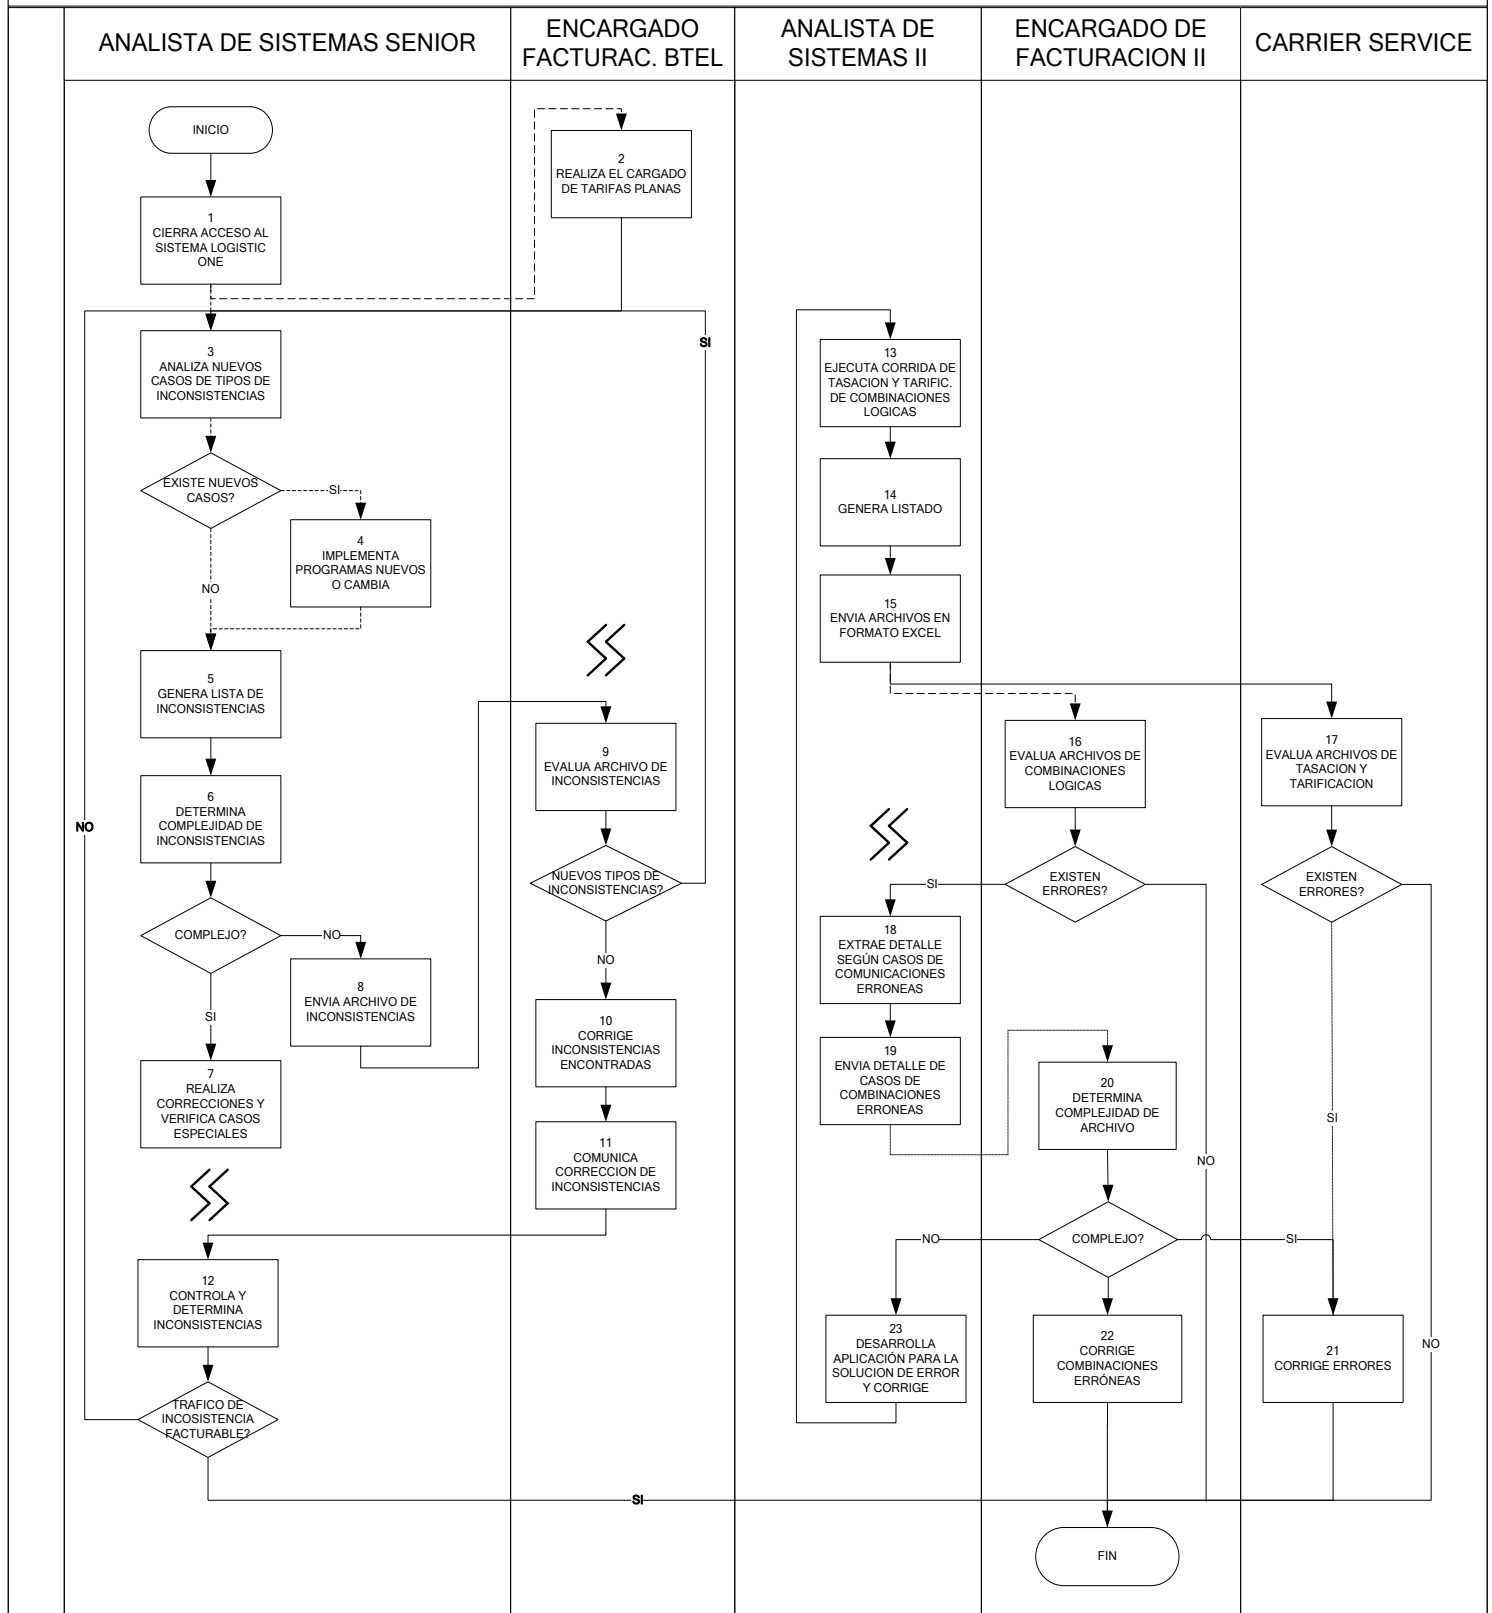 ANALISTA DE SISTEMAS SENIOR
ENCARGADO
FACTURAC. BTEL
ANALISTA DE
SISTEMAS II
ENCARGADO DE
FACTURACION II
CARRIER SERVICE
INICIO
1
CIERRA ACCESO AL
SISTEMA LOGISTIC
ONE
2
REALIZA EL CARGADO
DE TARIFAS PLANAS
3
ANALIZA NUEVOS
CASOS DE TIPOS DE
INCONSISTENCIAS
EXISTE NUEVOS
CASOS?
SI
NO
4
IMPLEMENTA
PROGRAMAS NUEVOS
O CAMBIA
5
GENERA LISTA DE
INCONSISTENCIAS
6
DETERMINA
COMPLEJIDAD DE
INCONSISTENCIAS
COMPLEJO?
NO
SI
7
REALIZA
CORRECCIONES Y
VERIFICA CASOS
ESPECIALES
8
ENVIA ARCHIVO DE
INCONSISTENCIAS
9
EVALUA ARCHIVO DE
INCONSISTENCIAS
NUEVOS TIPOS DE
INCONSISTENCIAS?
SI
NO
10
CORRIGE
INCONSISTENCIAS
ENCONTRADAS
11
COMUNICA
CORRECCION DE
INCONSISTENCIAS
12
CONTROLA Y
DETERMINA
INCONSISTENCIAS
TRAFICO DE
INCOSISTENCIA
FACTURABLE?
NO
SI
13
EJECUTA CORRIDA DE
TASACION Y TARIFIC.
DE COMBINACIONES
LOGICAS
14
GENERA LISTADO
15
ENVIA ARCHIVOS EN
FORMATO EXCEL
16
EVALUA ARCHIVOS DE
COMBINACIONES
LOGICAS
17
EVALUA ARCHIVOS DE
TASACION Y
TARIFICACION
EXISTEN
ERRORES?
SI
NO
EXISTEN
ERRORES?
SI
NO
18
EXTRAE DETALLE
SEGÚN CASOS DE
COMUNICACIONES
ERRONEAS
19
ENVIA DETALLE DE
CASOS DE
COMBINACIONES
ERRONEAS
20
DETERMINA
COMPLEJIDAD DE
ARCHIVO
COMPLEJO?
NO
SI
23
DESARROLLA
APLICACIÓN PARA LA
SOLUCION DE ERROR
Y CORRIGE
22
CORRIGE
COMBINACIONES
ERRÓNEAS
21
CORRIGE ERRORES
FIN